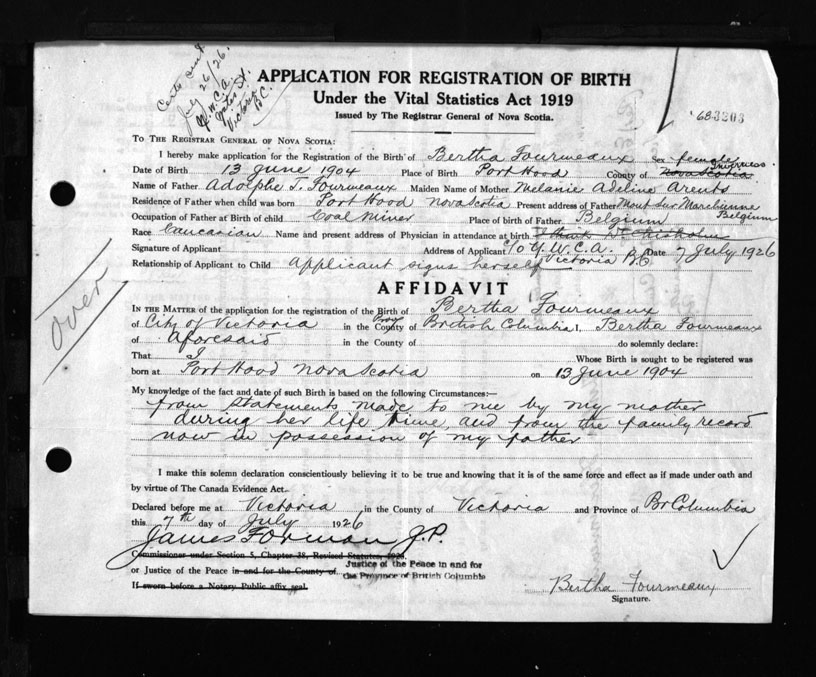 Certs sent
July 26/26.
Y.W.C.A.
Victoria
B.C.
APPLICATION FOR REGISTRATION OF BIRTH
Under the Vital Statistics Act 1919
Issued by The Registrar General of Nova Scotia.
TO THE REGISTRAR GENERAL OF NOVA SCOTIA:
I hereby make application for the Registration of the Birth of Bertha Fourmeaux Sex female
Inverness
Date of Birth 13 June 1904 Place of Birth Port Hood County of Nova Scotia
Name of Father Adolphe J. Fourmeaux Maiden Name of Mother Melanie Adeline Arents
Residence of Father when child was born Port Hood Nova Scotia Present address of Father Mont Sur Marchienne
Belgium
Occupation of Father at Birth of child Coal Miner Place of birth of Father Belgium
Race Caucasian Name and present address of Physician in attendance at birth I think Dr Chisholm
Signature of Applicant Address of Applicant c/o Y.W.C.A. Date 7 July 1926
Victoria B.C
Relationship of Applicant to Child Applicant signs herself
over
AFFIDAVIT
IN THE MATTER of the application for the registration of the Birth of Bertha Fourmeaux
Prov
of City of Victoria in the County of British Columbia I, Bertha Fourmeaux
of Aforesaid in the County of do solemnly declare:
That I Whose Birth is sought to be registered was
born at Port Hood Nova Scotia on 13 June 1904
My knowledge of the fact and date of such Birth is based on the following Circumstances:—
from statements made to me by my mother
during her life time, and from the family record
now in possession of my father
I make this solemn declaration conscientiously believing it to be true and knowing that it is of the same force and effect as if made under oath and
by virtue of The Canada Evidence Act.
Declared before me at Victoria in the County of Victoria and Province of Br Columbia
this 7th day of July 1926
James Forman J.P.
Commissioner under Section 5, Chapter 38, Revised Statutes,
or Justice of the Peace in and for the County of. Justice of the Peace in and for
the Province of British Columbia
If sworn before a Notary Public affix seal.
Bertha Fourmeaux
Signature.